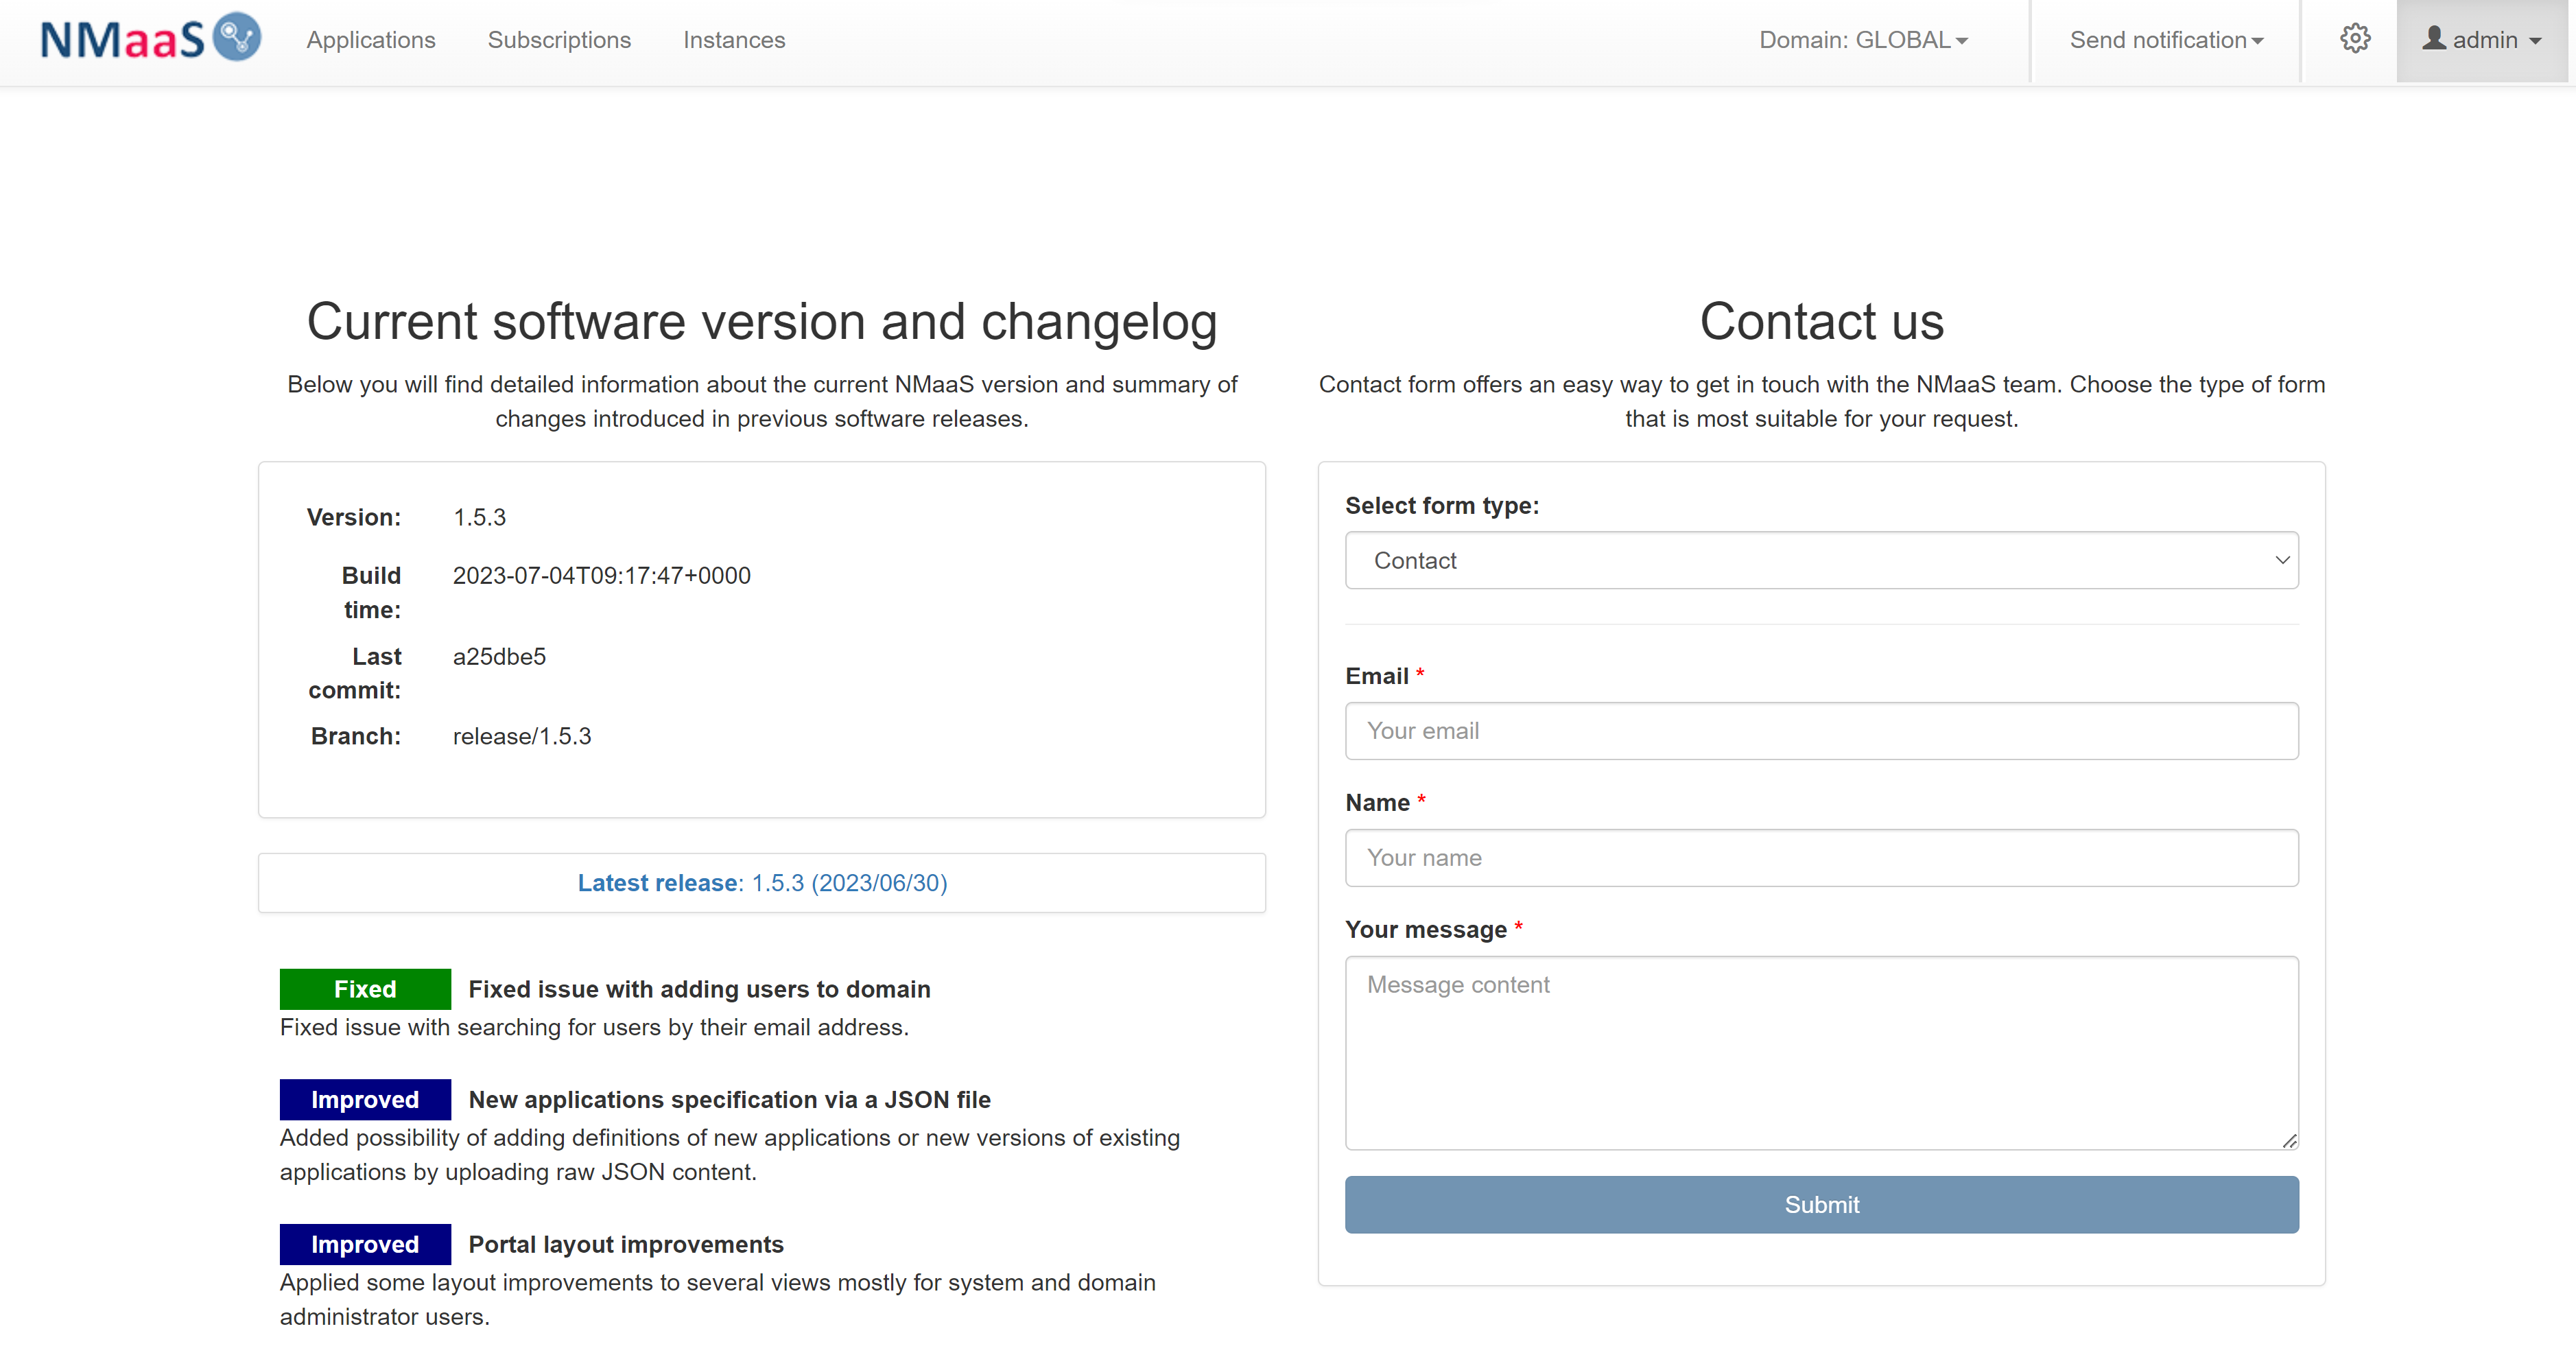 NMaaS
Applications Subscriptions Instances Domain: GLOBAL Send notification admin
Current software version and changelog
Below you will find detailed information about the current NMaaS version and summary of
changes introduced in previous software releases.
Version: 1.5.3
Build 2023-07-04T09:17:47+0000
time:
Last a25dbe5
commit:
Branch: release/1.5.3
Latest release: 1.5.3 (2023/06/30)
Fixed Fixed issue with adding users to domain
Fixed issue with searching for users by their email address.
Improved New applications specification via a JSON file
Added possibility of adding definitions of new applications or new versions of existing
applications by uploading raw JSON content.
Improved Portal layout improvements
Applied some layout improvements to several views mostly for system and domain
administrator users.
Contact us
Contact form offers an easy way to get in touch with the NMaaS team. Choose the type of form
that is most suitable for your request.
Select form type:
Contact
Email *
Your email
Name *
Your name
Your message *
Message content
Submit